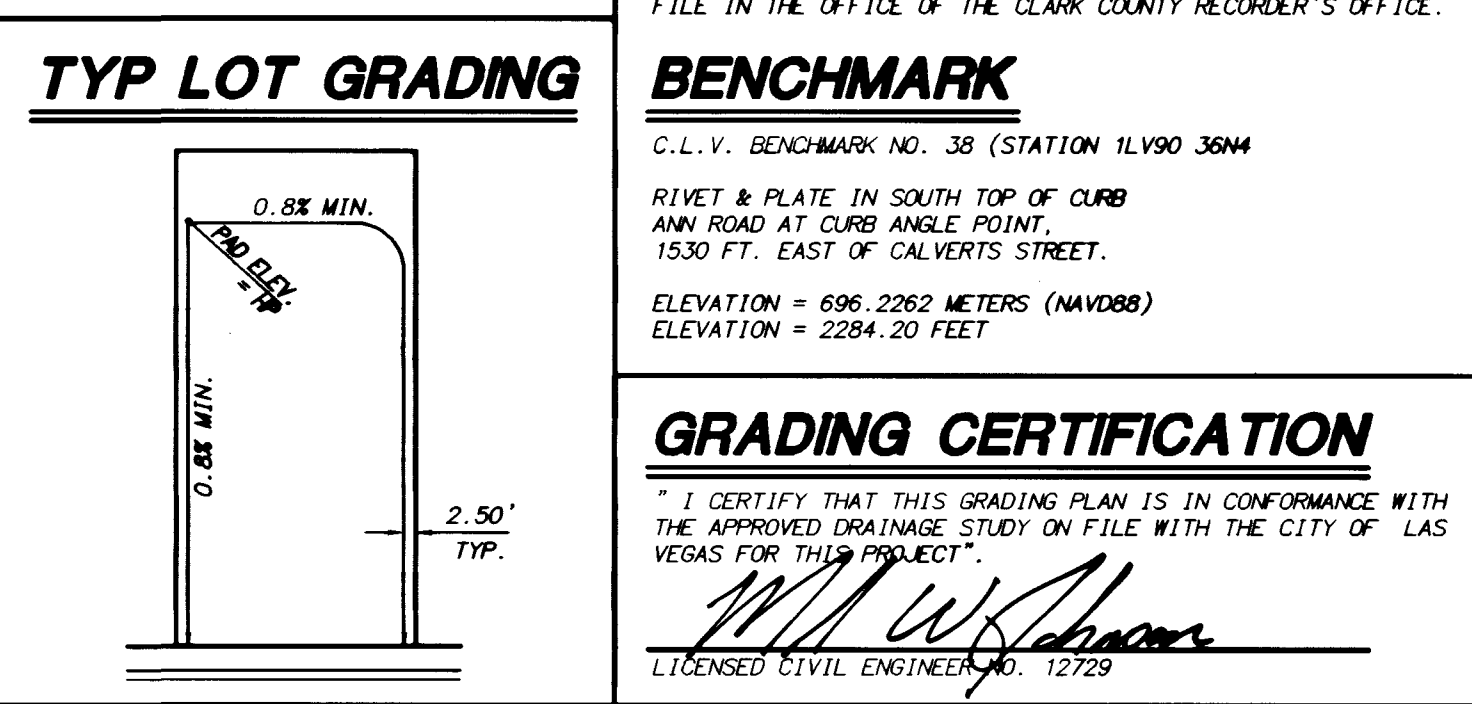 FILE IN THE OFFICE OF THE CLARK COUNTY RECORDER'S OFFICE.
TYP LOT GRADING
0.8% MIN.
PAD ELEV.
= HP
0.8% MIN.
2.50'
TYP.
BENCHMARK
C.L.V. BENCHMARK NO. 38 (STATION 1LV90 36N4
RIVET & PLATE IN SOUTH TOP OF CURB
ANN ROAD AT CURB ANGLE POINT,
1530 FT. EAST OF CALVERTS STREET.
ELEVATION = 696.2262 METERS (NAVD88)
ELEVATION = 2284.20 FEET
GRADING CERTIFICATION
" I CERTIFY THAT THIS GRADING PLAN IS IN CONFORMANCE WITH
THE APPROVED DRAINAGE STUDY ON FILE WITH THE CITY OF LAS
VEGAS FOR THIS PROJECT".
LICENSED CIVIL ENGINEER NO. 12729